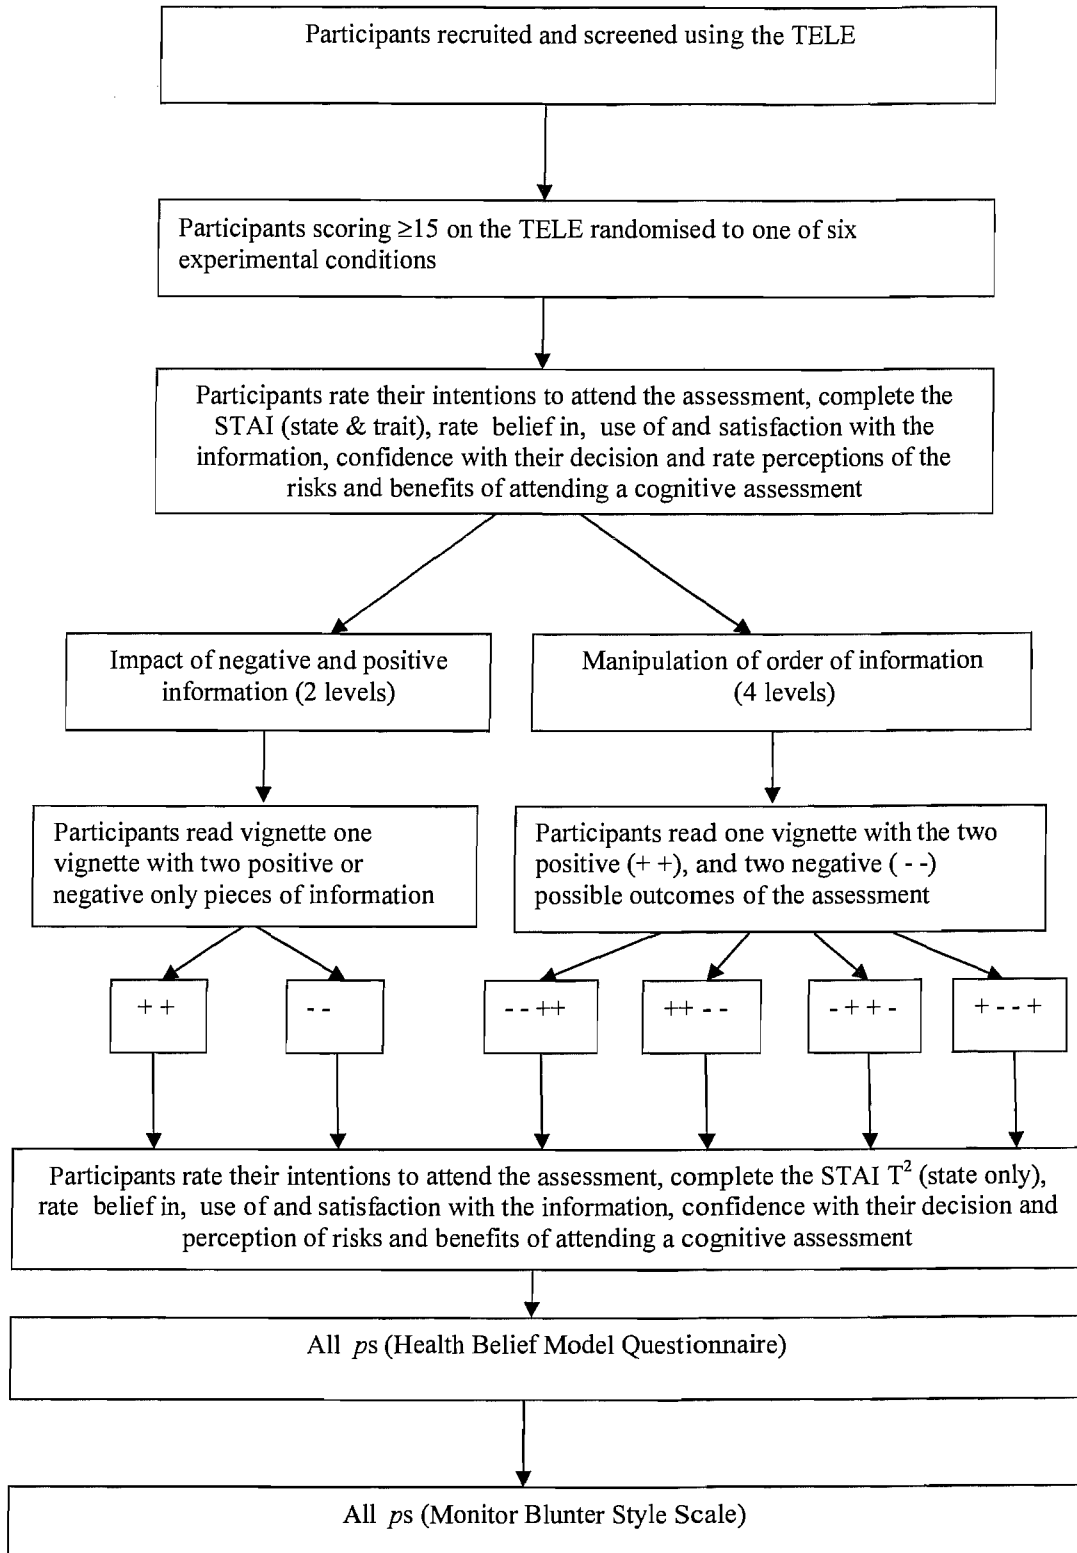 Participants recruited and screened using the TELE
Participants scoring ≥15 on the TELE randomised to one of six
experimental conditions
Participants rate their intentions to attend the assessment, complete the
STAI (state & trait), rate belief in, use of and satisfaction with the
information, confidence with their decision and rate perceptions of the
risks and benefits of attending a cognitive assessment
Impact of negative and positive
information (2 levels)
Manipulation of order of information
(4 levels)
Participants read vignette one
vignette with two positive or
negative only pieces of information
Participants read one vignette with the two
positive (+ +), and two negative ( - -)
possible outcomes of the assessment
+ +
- -
- - ++
++ - -
- + + -
+ - - +
Participants rate their intentions to attend the assessment, complete the STAI T² (state only),
rate belief in, use of and satisfaction with the information, confidence with their decision and
perception of risks and benefits of attending a cognitive assessment
All ps (Health Belief Model Questionnaire)
All ps (Monitor Blunter Style Scale)